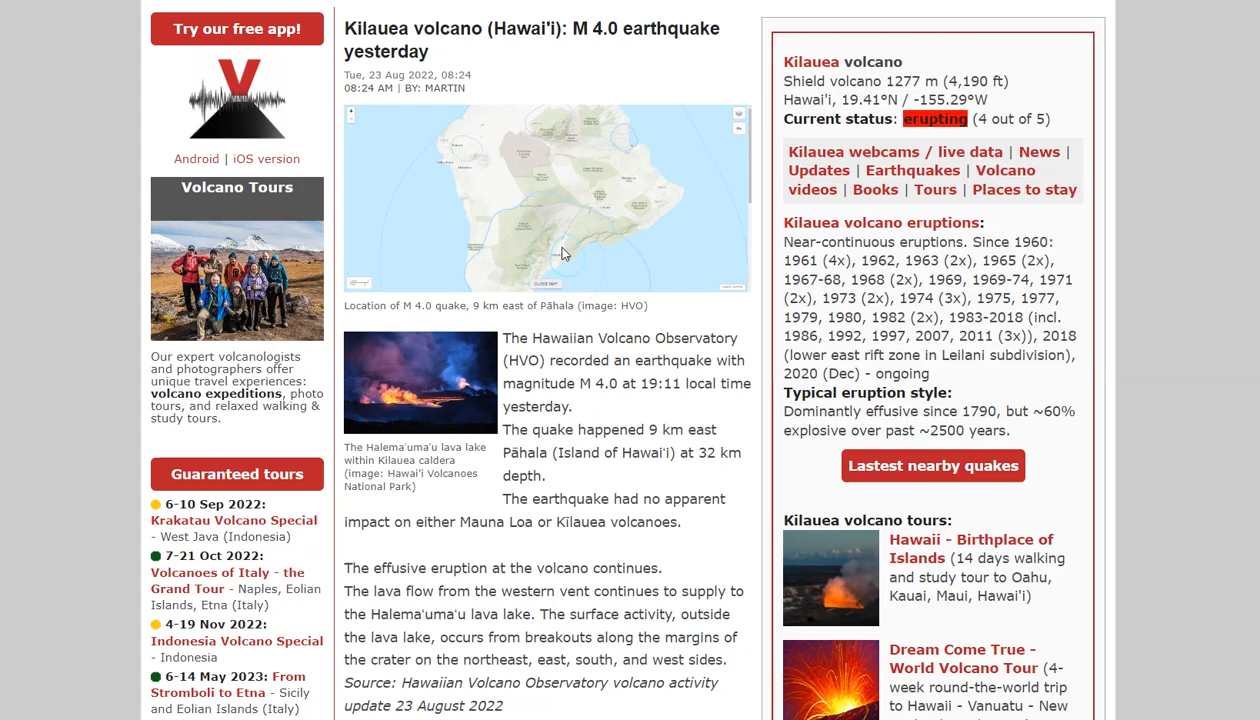 Try our free app!
Android | iOS version
Volcano Tours
Our expert volcanologists
and photographers offer
unique travel experiences:
volcano expeditions, photo
tours, and relaxed walking &
study tours.
Guaranteed tours
6-10 Sep 2022:
Krakatau Volcano Special
- West Java (Indonesia)
7-21 Oct 2022:
Volcanoes of Italy - the
Grand Tour - Naples, Eolian
Islands, Etna (Italy)
4-19 Nov 2022:
Indonesia Volcano Special
- Indonesia
6-14 May 2023: From
Stromboli to Etna - Sicily
and Eolian Islands (Italy)
Kilauea volcano (Hawai'i): M 4.0 earthquake
yesterday
Tue, 23 Aug 2022, 08:24
08:24 AM | BY: MARTIN
CLOSE MAP
Location of M 4.0 quake, 9 km east of Pāhala (image: HVO)
The Halemaʻumaʻu lava lake
within Kilauea caldera
(image: Hawai'i Volcanoes
National Park)
The Hawaiian Volcano Observatory
(HVO) recorded an earthquake with
magnitude M 4.0 at 19:11 local time
yesterday.
The quake happened 9 km east
Pāhala (Island of Hawaiʻi) at 32 km
depth.
The earthquake had no apparent
impact on either Mauna Loa or Kīlauea volcanoes.
The effusive eruption at the volcano continues.
The lava flow from the western vent continues to supply to
the Halemaʻumaʻu lava lake. The surface activity, outside
the lava lake, occurs from breakouts along the margins of
the crater on the northeast, east, south, and west sides.
Source: Hawaiian Volcano Observatory volcano activity
update 23 August 2022
Kilauea volcano
Shield volcano 1277 m (4,190 ft)
Hawai'i, 19.41°N / -155.29°W
Current status: erupting (4 out of 5)
Kilauea webcams / live data | News |
Updates | Earthquakes | Volcano
videos | Books | Tours | Places to stay
Kilauea volcano eruptions:
Near-continuous eruptions. Since 1960:
1961 (4x), 1962, 1963 (2x), 1965 (2x),
1967-68, 1968 (2x), 1969, 1969-74, 1971
(2x), 1973 (2x), 1974 (3x), 1975, 1977,
1979, 1980, 1982 (2x), 1983-2018 (incl.
1986, 1992, 1997, 2007, 2011 (3x)), 2018
(lower east rift zone in Leilani subdivision),
2020 (Dec) - ongoing
Typical eruption style:
Dominantly effusive since 1790, but ~60%
explosive over past ~2500 years.
Lastest nearby quakes
Kilauea volcano tours:
Hawaii - Birthplace of
Islands (14 days walking
and study tour to Oahu,
Kauai, Maui, Hawai'i)
Dream Come True -
World Volcano Tour (4-
week round-the-world trip
to Hawaii - Vanuatu - New